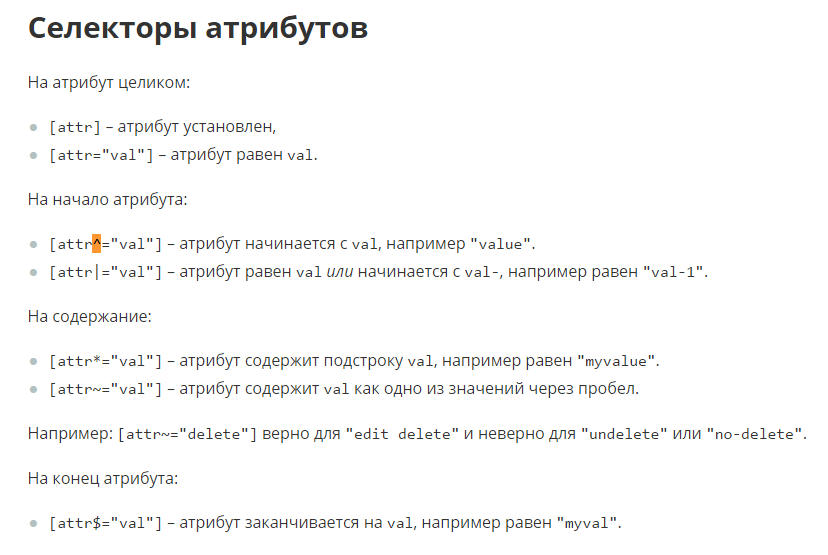 Селекторы атрибутов
На атрибут целиком:
[attr] – атрибут установлен,
[attr="val"] – атрибут равен val.
На начало атрибута:
[attr^="val"] – атрибут начинается с val, например "value".
[attr|="val"] – атрибут равен val или начинается с val-, например равен "val-1".
На содержание:
[attr*="val"] – атрибут содержит подстроку val, например равен "myvalue".
[attr~="val"] – атрибут содержит val как одно из значений через пробел.
Например: [attr~="delete"] верно для "edit delete" и неверно для "undelete" или "no-delete".
На конец атрибута:
[attr$="val"] – атрибут заканчивается на val, например равен "myval".